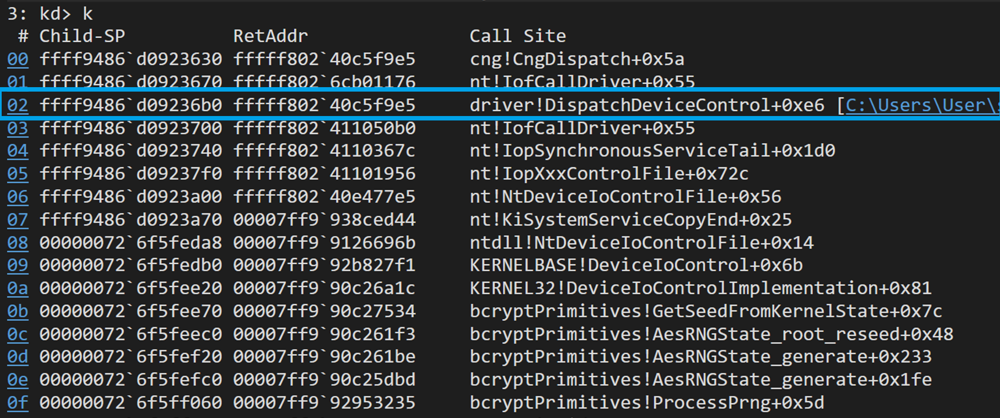 3: kd> k
 # Child-SP          RetAddr               Call Site
00 ffff9486`d0923630 fffff802`40c5f9e5     cng!CngDispatch+0x5a
01 ffff9486`d0923670 fffff802`6cb01176     nt!IofCallDriver+0x55
02 ffff9486`d09236b0 fffff802`40c5f9e5     driver!DispatchDeviceControl+0xe6 [C:\Users\User\s
03 ffff9486`d0923700 fffff802`411050b0     nt!IofCallDriver+0x55
04 ffff9486`d0923740 fffff802`4110367c     nt!IopSynchronousServiceTail+0x1d0
05 ffff9486`d09237f0 fffff802`41101956     nt!IopXxxControlFile+0x72c
06 ffff9486`d0923a00 fffff802`40e477e5     nt!NtDeviceIoControlFile+0x56
07 ffff9486`d0923a70 00007ff9`938ced44     nt!KiSystemServiceCopyEnd+0x25
08 00000072`6f5feda8 00007ff9`9126696b     ntdll!NtDeviceIoControlFile+0x14
09 00000072`6f5fedb0 00007ff9`92b827f1     KERNELBASE!DeviceIoControl+0x6b
0a 00000072`6f5fee20 00007ff9`90c26a1c     KERNEL32!DeviceIoControlImplementation+0x81
0b 00000072`6f5fee70 00007ff9`90c27534     bcryptPrimitives!GetSeedFromKernelState+0x7c
0c 00000072`6f5feec0 00007ff9`90c261f3     bcryptPrimitives!AesRNGState_root_reseed+0x48
0d 00000072`6f5fef20 00007ff9`90c261be     bcryptPrimitives!AesRNGState_generate+0x233
0e 00000072`6f5fefc0 00007ff9`90c25dbd     bcryptPrimitives!AesRNGState_generate+0x1fe
0f 00000072`6f5ff060 00007ff9`92953235     bcryptPrimitives!ProcessPrng+0x5d